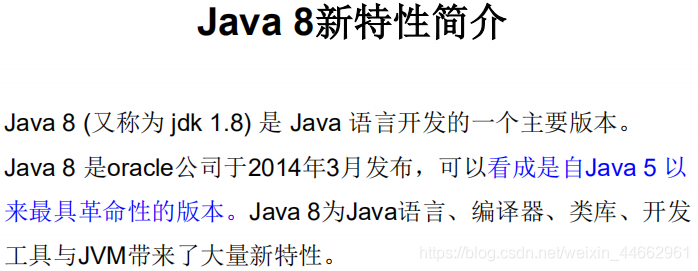 Java 8新特性简介
Java 8 (又称为 jdk 1.8) 是 Java 语言开发的一个主要版本。
Java 8 是oracle公司于2014年3月发布，可以看成是自Java 5 以
来最具革命性的版本。Java 8为Java语言、编译器、类库、开发
工具与JVM带来了大量新特性。
https://blog.csdn.net/weixin_44662961